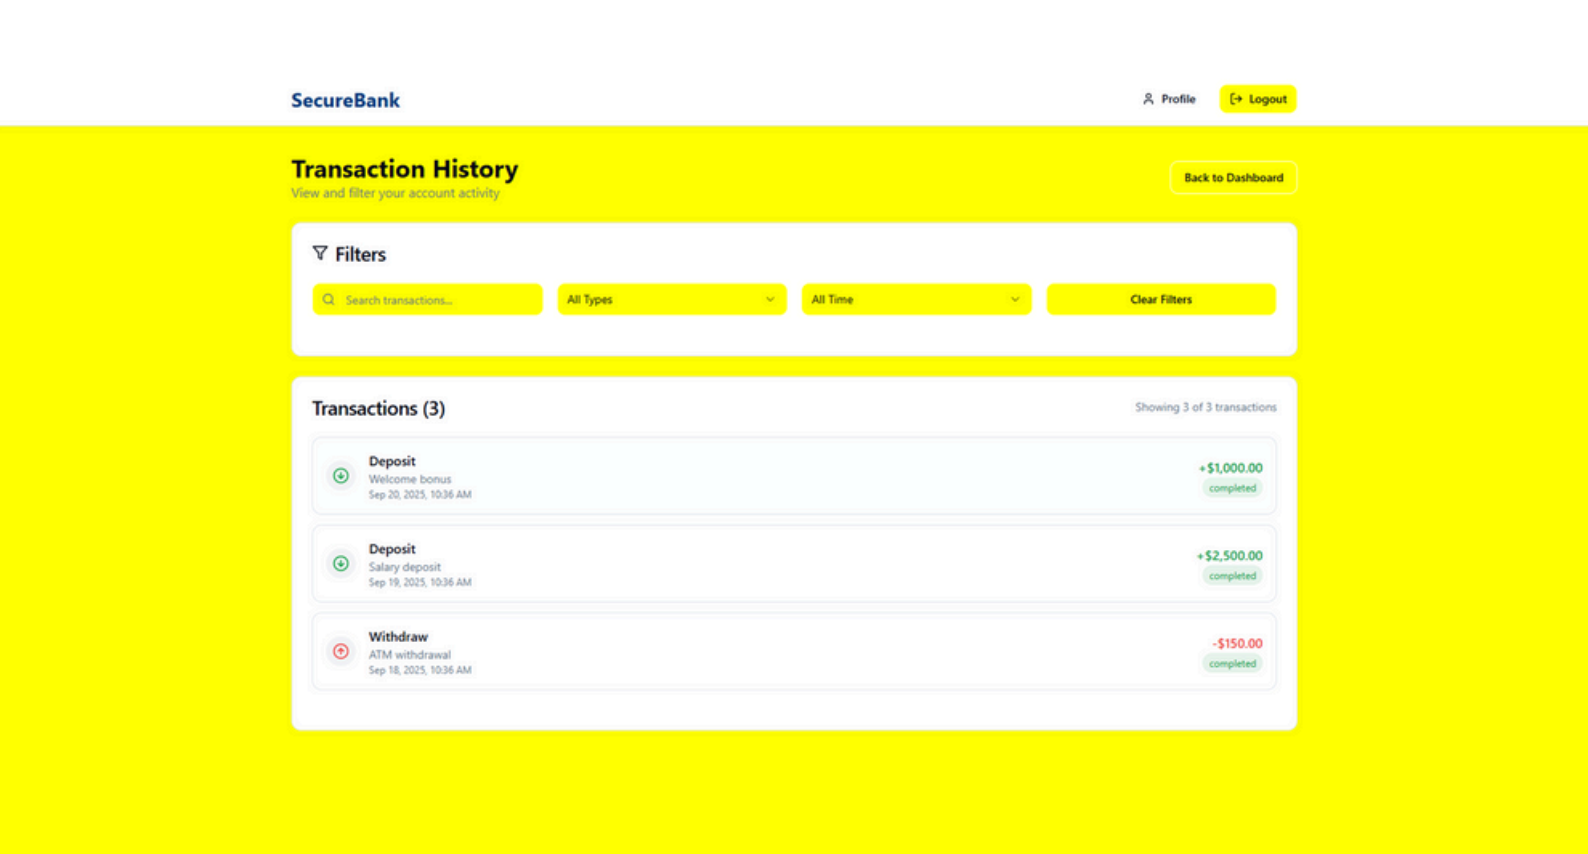 SecureBank
Profile
Logout
Transaction History
View and filter your account activity
Back to Dashboard
Filters
Search transactions...
All Types
All Time
Clear Filters
Transactions (3)
Showing 3 of 3 transactions
Deposit
Welcome bonus
Sep 20, 2025, 10:36 AM
+$1,000.00
completed
Deposit
Salary deposit
Sep 19, 2025, 10:36 AM
+$2,500.00
completed
Withdraw
ATM withdrawal
Sep 18, 2025, 10:36 AM
-$150.00
completed